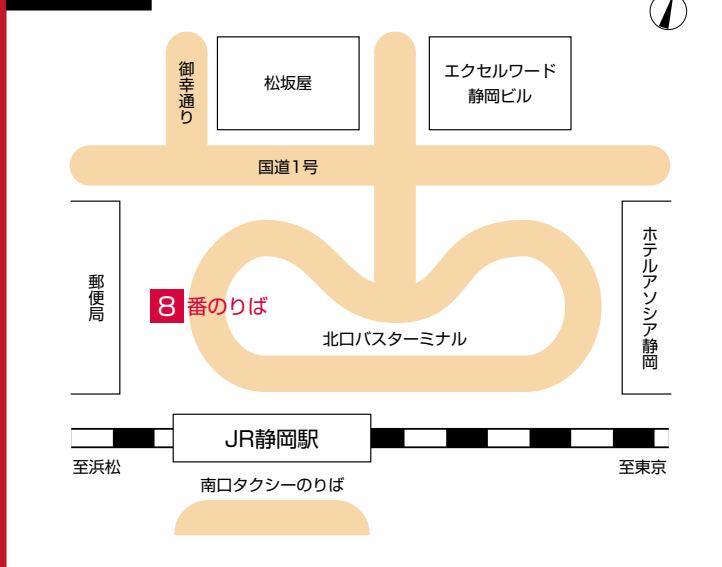 御幸通り
松坂屋
エクセルワード
静岡ビル
国道1号
郵便局
8 番のりば
ホテルアソシア静岡
北口バスターミナル
JR静岡駅
至浜松
至東京
南口タクシーのりば